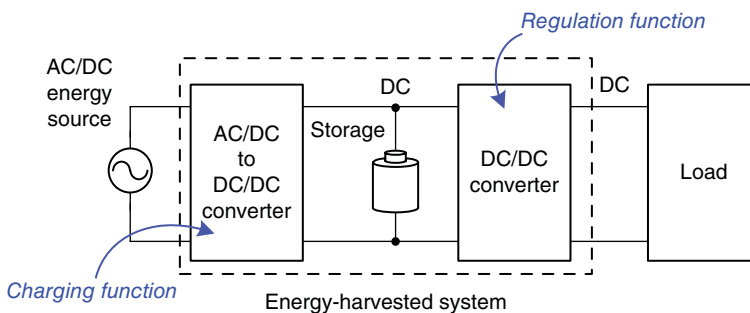 Regulation function
AC/DC
energy
source
DC
DC
Storage
AC/DC
to
DC/DC
converter
DC/DC
converter
Load
Charging function
Energy-harvested system